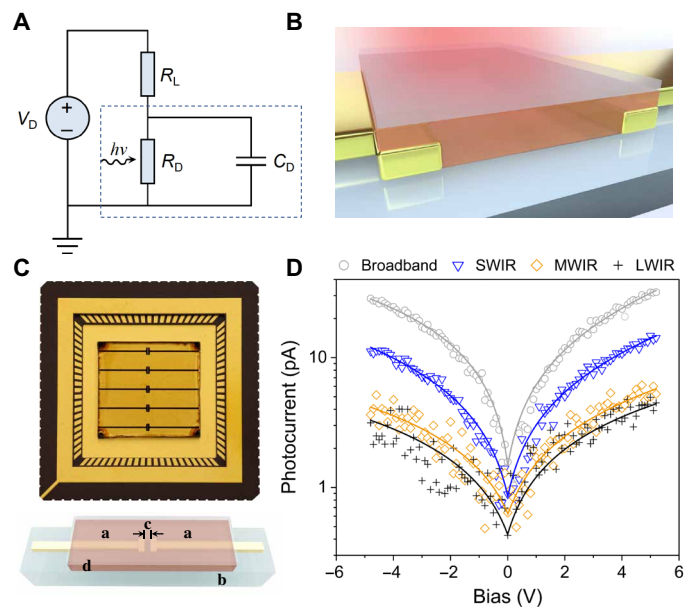 A
R_L
V_D
hν
R_D
C_D
B
C
c
a
a
d
b
D
Broadband SWIR MWIR LWIR
Photocurrent (pA)
10
1
−6 −4 −2 0 2 4 6
Bias (V)